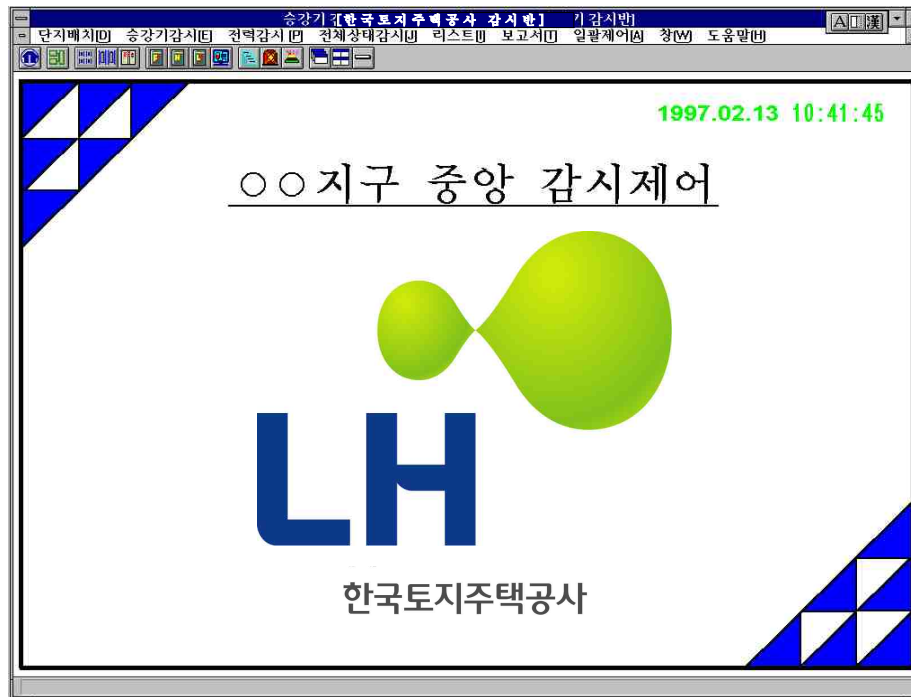 승강기 [한국토지주택공사 감시반] 기감시반]
A 漢
단지배치[D] 승강기감시[E] 전력감시[P] 전체상태감시[J] 리스트[I] 보고서[T] 일괄제어[A] 창[W] 도움말[H]
1997.02.13 10:41:45
○○지구 중앙 감시제어
LH
한국토지주택공사